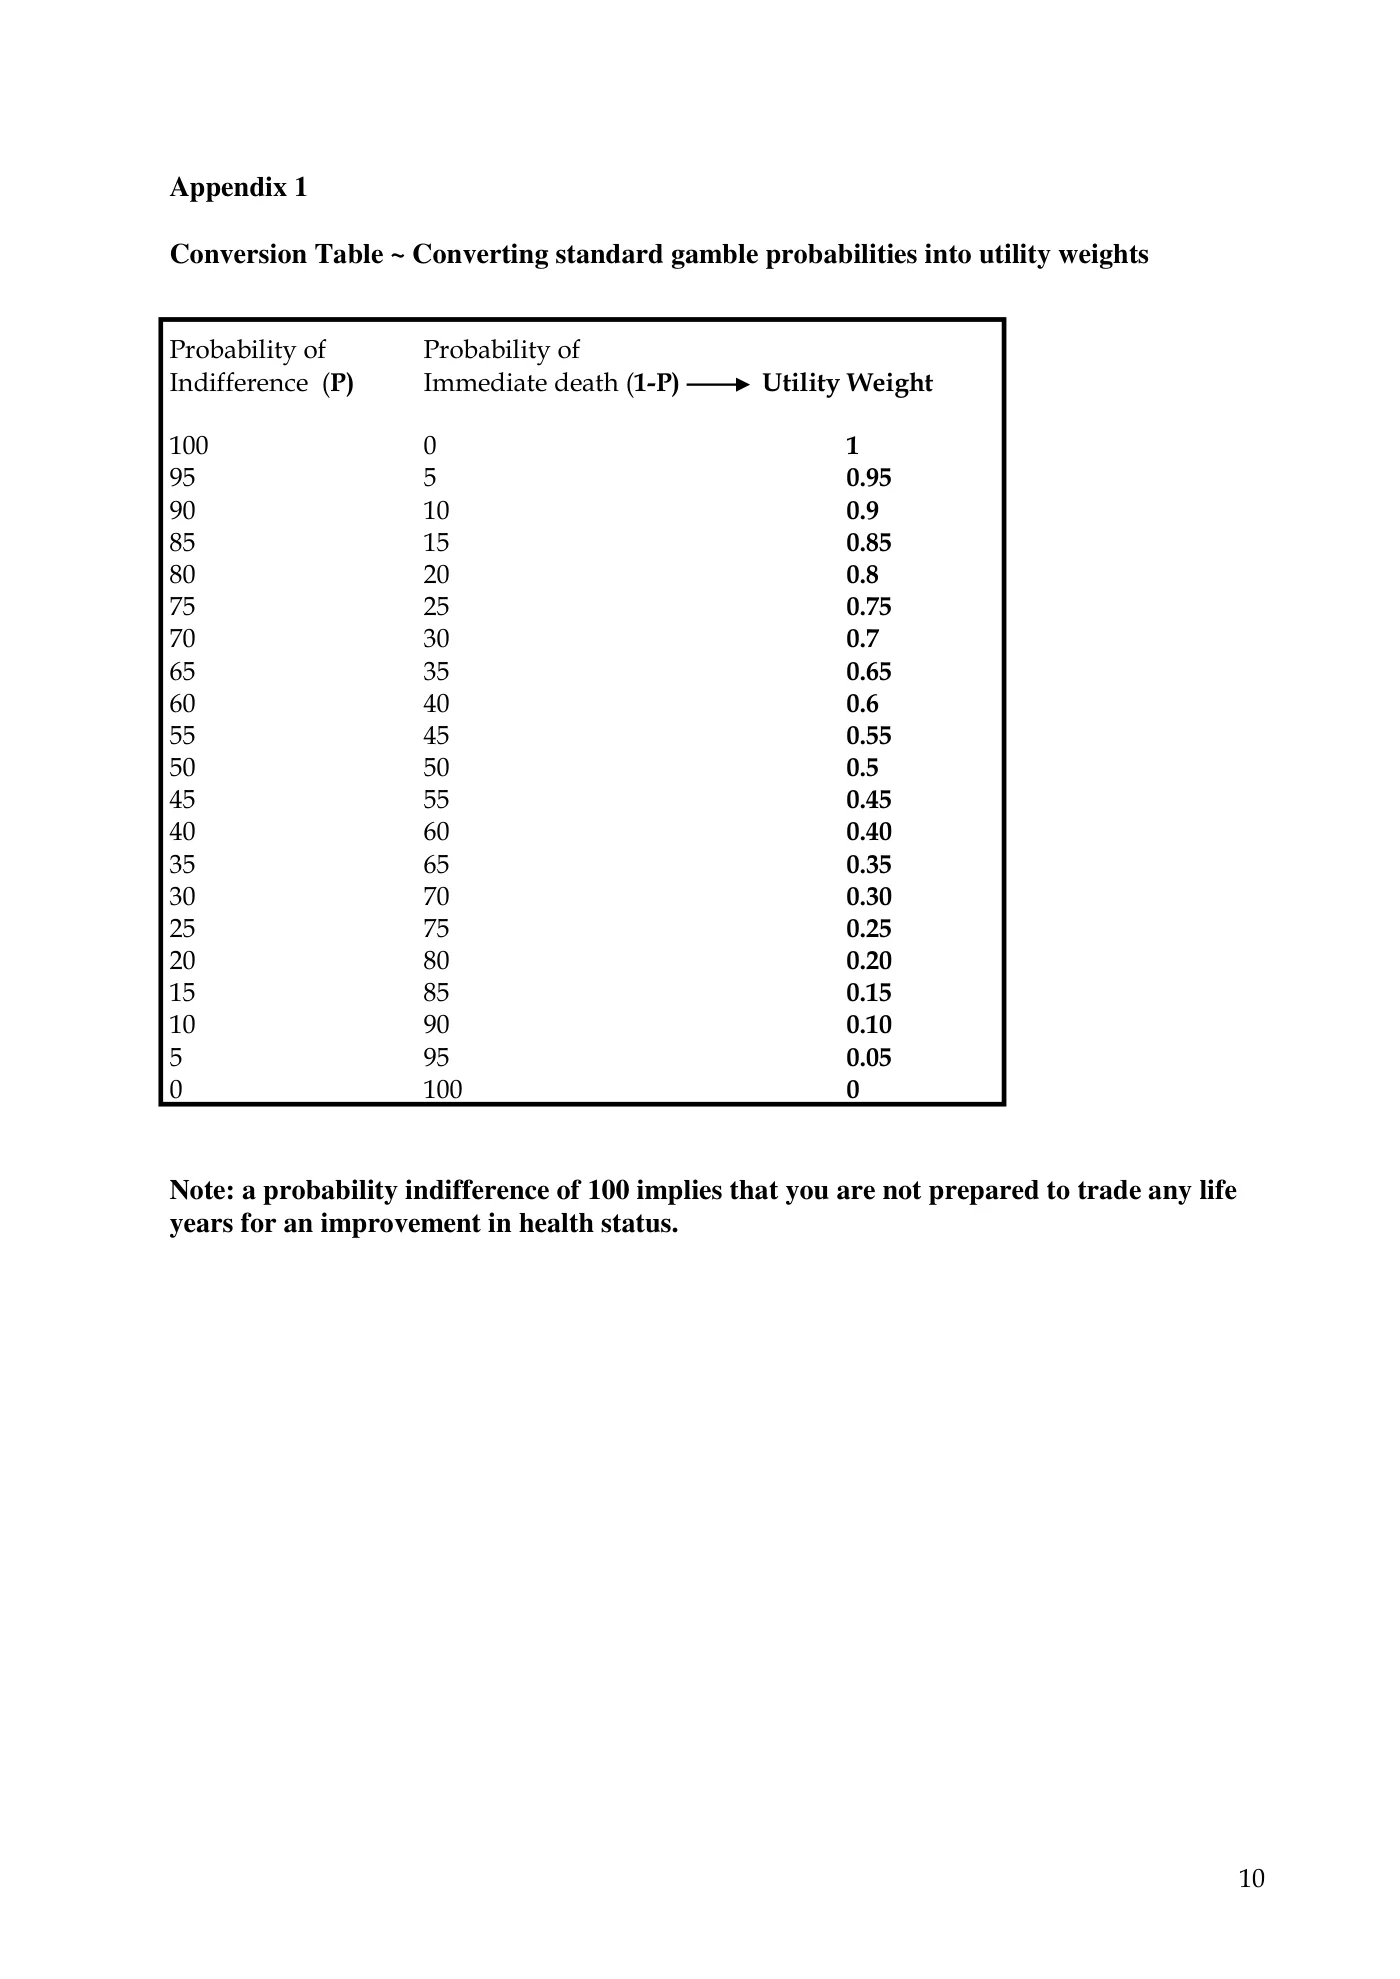 Appendix 1
Conversion Table ~ Converting standard gamble probabilities into utility weights
Probability of Probability of
Indifference (P) Immediate death (1-P) Utility Weight
100 0 1
95 5 0.95
90 10 0.9
85 15 0.85
80 20 0.8
75 25 0.75
70 30 0.7
65 35 0.65
60 40 0.6
55 45 0.55
50 50 0.5
45 55 0.45
40 60 0.40
35 65 0.35
30 70 0.30
25 75 0.25
20 80 0.20
15 85 0.15
10 90 0.10
5 95 0.05
0 100 0
Note: a probability indifference of 100 implies that you are not prepared to trade any life
years for an improvement in health status.
10